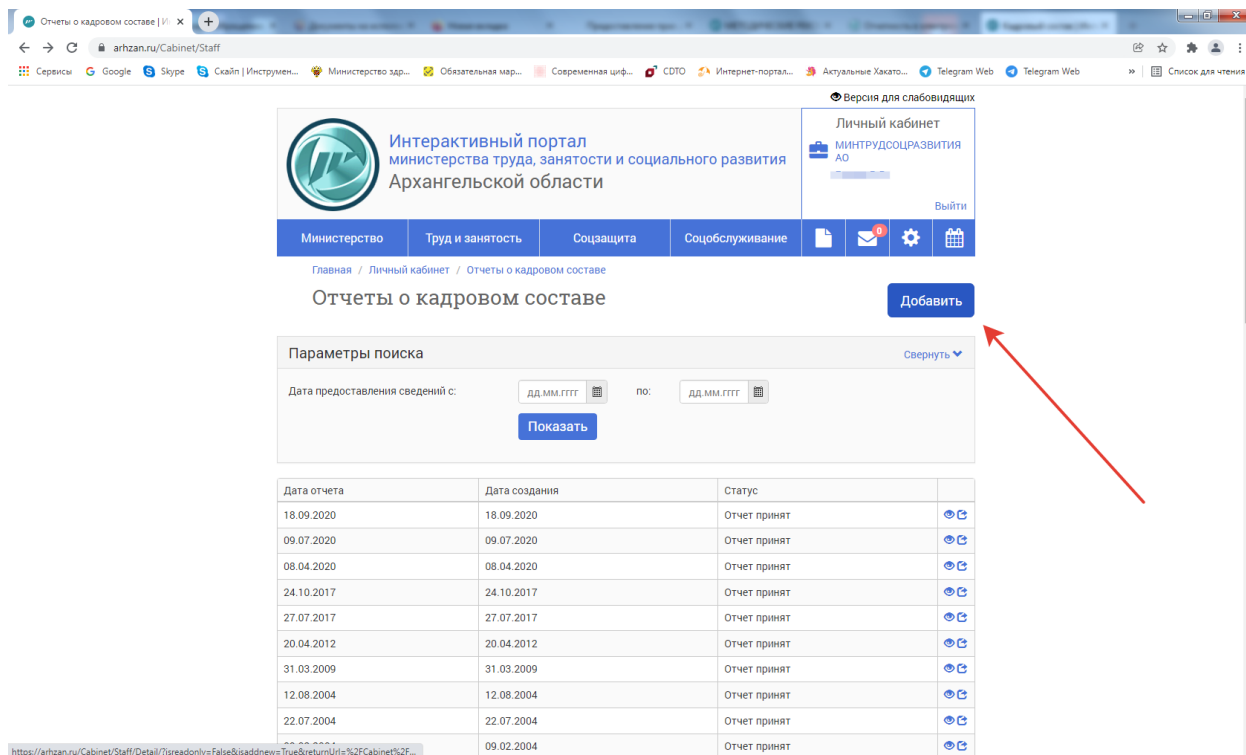 Отчеты о кадровом составе | И
arhzan.ru/Cabinet/Staff
Сервисы Google Skype Скайп | Инструмен... Министерство здр... Обязательная мар... Современная циф... CDTO Интернет-портал... Актуальные Хакато... Telegram Web Telegram Web » Список для чтения
Версия для слабовидящих
Интерактивный портал
министерства труда, занятости и социального развития
Архангельской области
Личный кабинет
МИНТРУДСОЦРАЗВИТИЯ
АО
Выйти
Министерство Труд и занятость Соцзащита Соцобслуживание 0
Главная / Личный кабинет / Отчеты о кадровом составе
Отчеты о кадровом составе
Добавить
Параметры поиска Свернуть
Дата предоставления сведений с: дд.мм.гггг по: дд.мм.гггг
Показать
Дата отчета Дата создания Статус
18.09.2020 18.09.2020 Отчет принят
09.07.2020 09.07.2020 Отчет принят
08.04.2020 08.04.2020 Отчет принят
24.10.2017 24.10.2017 Отчет принят
27.07.2017 27.07.2017 Отчет принят
20.04.2012 20.04.2012 Отчет принят
31.03.2009 31.03.2009 Отчет принят
12.08.2004 12.08.2004 Отчет принят
22.07.2004 22.07.2004 Отчет принят
09.02.2004 Отчет принят
https://arhzan.ru/Cabinet/Staff/Detail/?isreadonly=False&isaddnew=True&returnUrl=%2FCabinet%2F...